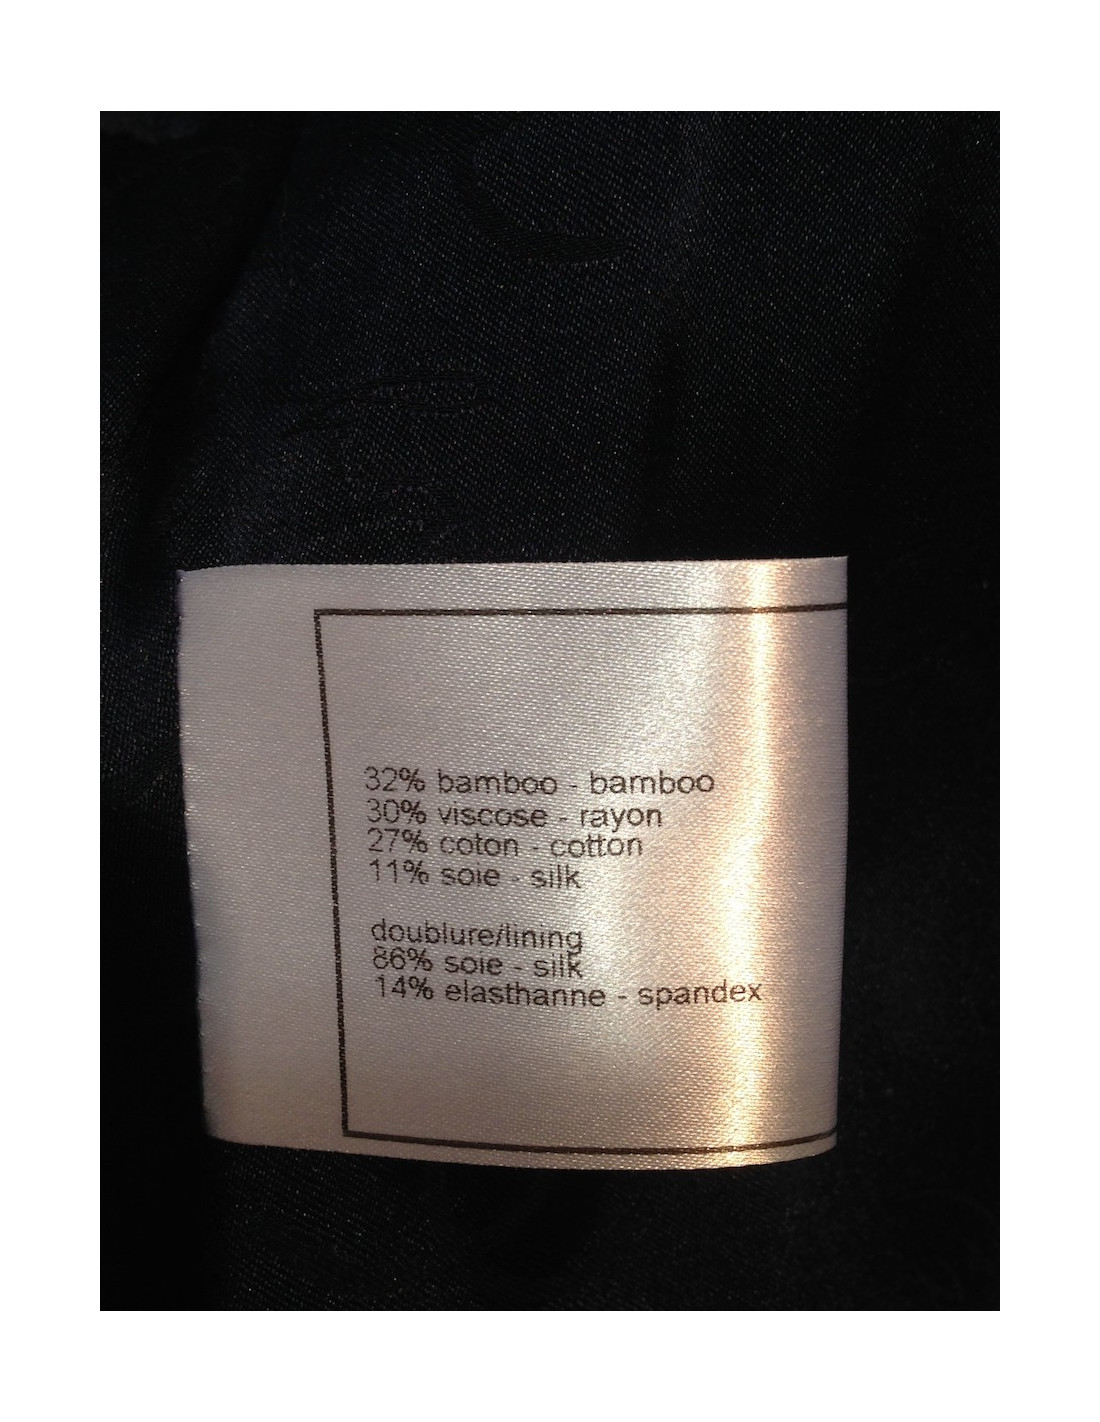 32% bamboo - bamboo
30% viscose - rayon
27% coton - cotton
11% soie - silk
doublure/lining
86% soie - silk
14% elasthanne - spandex